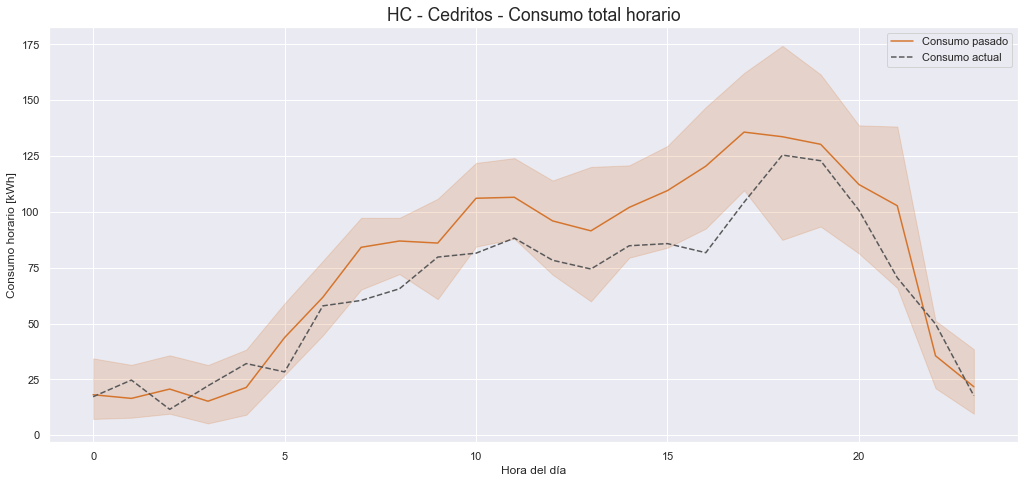 HC - Cedritos - Consumo total horario
Consumo pasado
Consumo actual
Consumo horario [kWh]
175
150
125
100
75
50
25
0
0 5 10 15 20
Hora del día